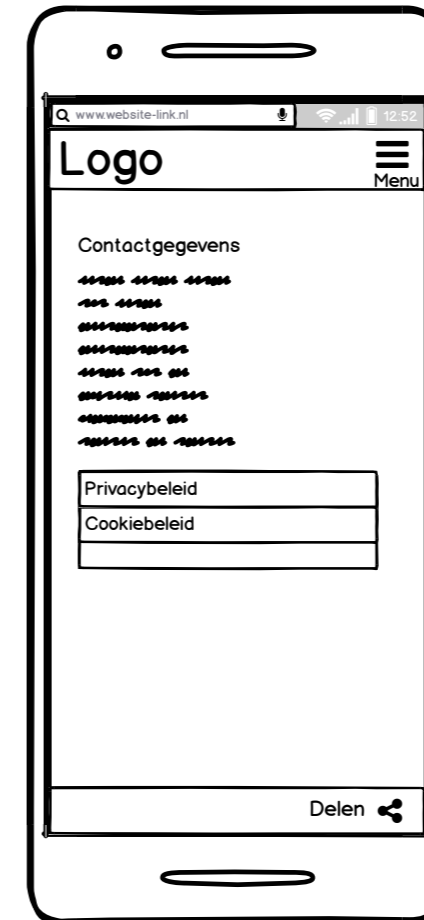 www.website-link.nl 12:52
Logo
Menu
Contactgegevens
Privacybeleid
Cookiebeleid
Delen